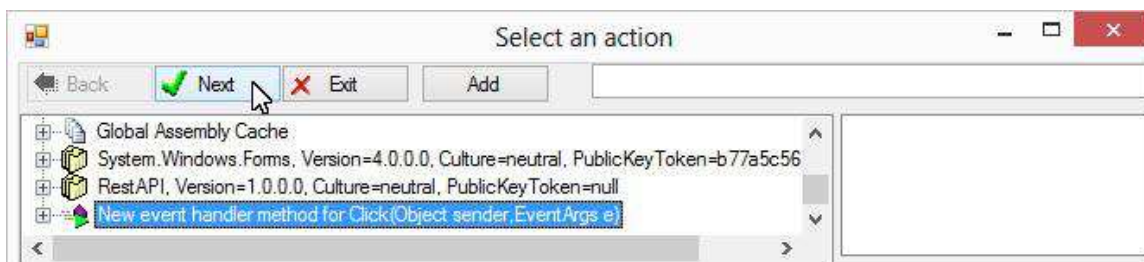 Select an action
Back Next Exit Add
Global Assembly Cache
System.Windows.Forms, Version=4.0.0.0, Culture=neutral, PublicKeyToken=b77a5c56
RestAPI, Version=1.0.0.0, Culture=neutral, PublicKeyToken=null
New event handler method for Click(Object sender,EventArgs e)